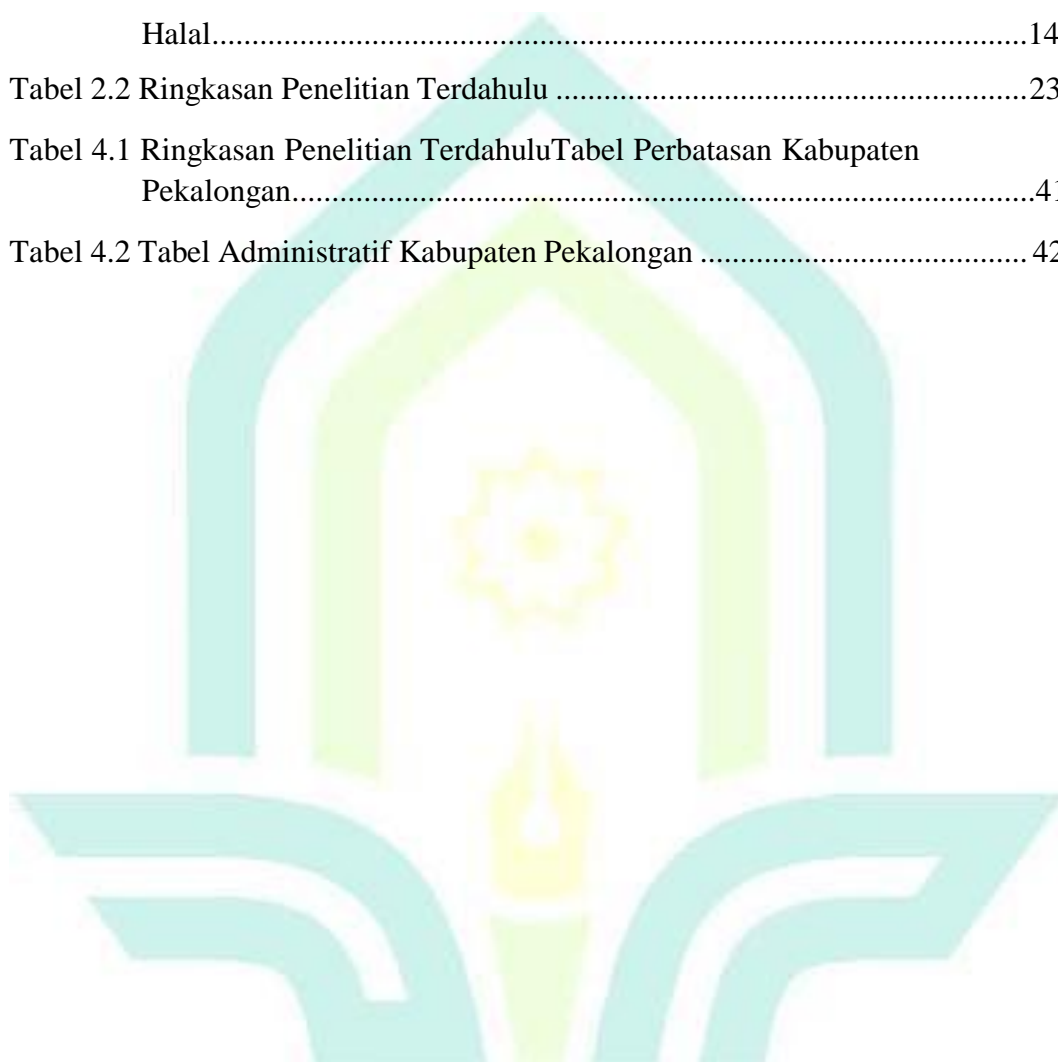 Halal....................................................................................................14
Tabel 2.2 Ringkasan Penelitian Terdahulu ..........................................................23
Tabel 4.1 Ringkasan Penelitian TerdahuluTabel Perbatasan Kabupaten
Pekalongan...........................................................................................41
Tabel 4.2 Tabel Administratif Kabupaten Pekalongan ........................................ 42